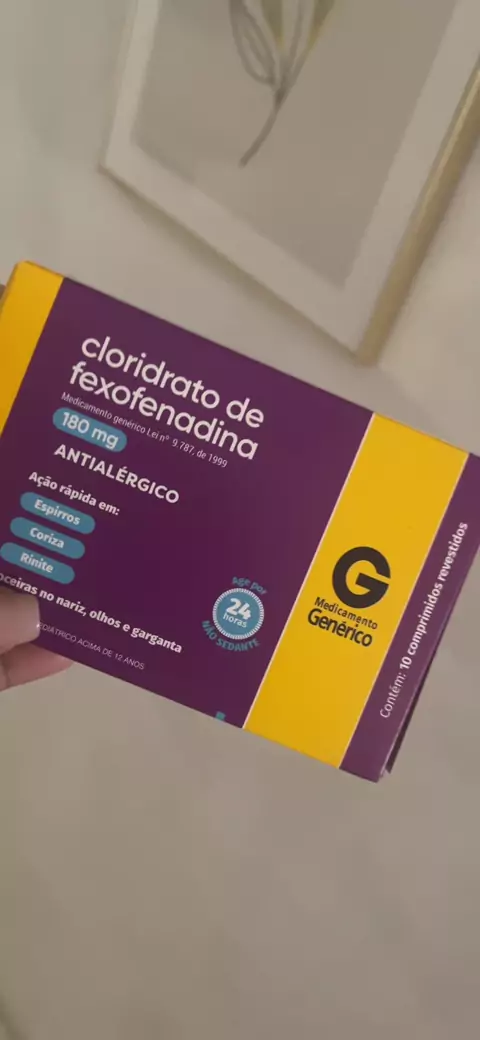 cloridrato de
fexofenadina
Medicamento genérico Lei nº 9.787, de 1999
180 mg
ANTIALÉRGICO
Ação rápida em:
Espirros
Coriza
Rinite
oceiras no nariz, olhos e garganta
EDIÁTRICO ACIMA DE 12 ANOS
Age por
24
horas
NÃO SEDANTE
G
Medicamento
Genérico
Contém: 10 comprimidos revestidos